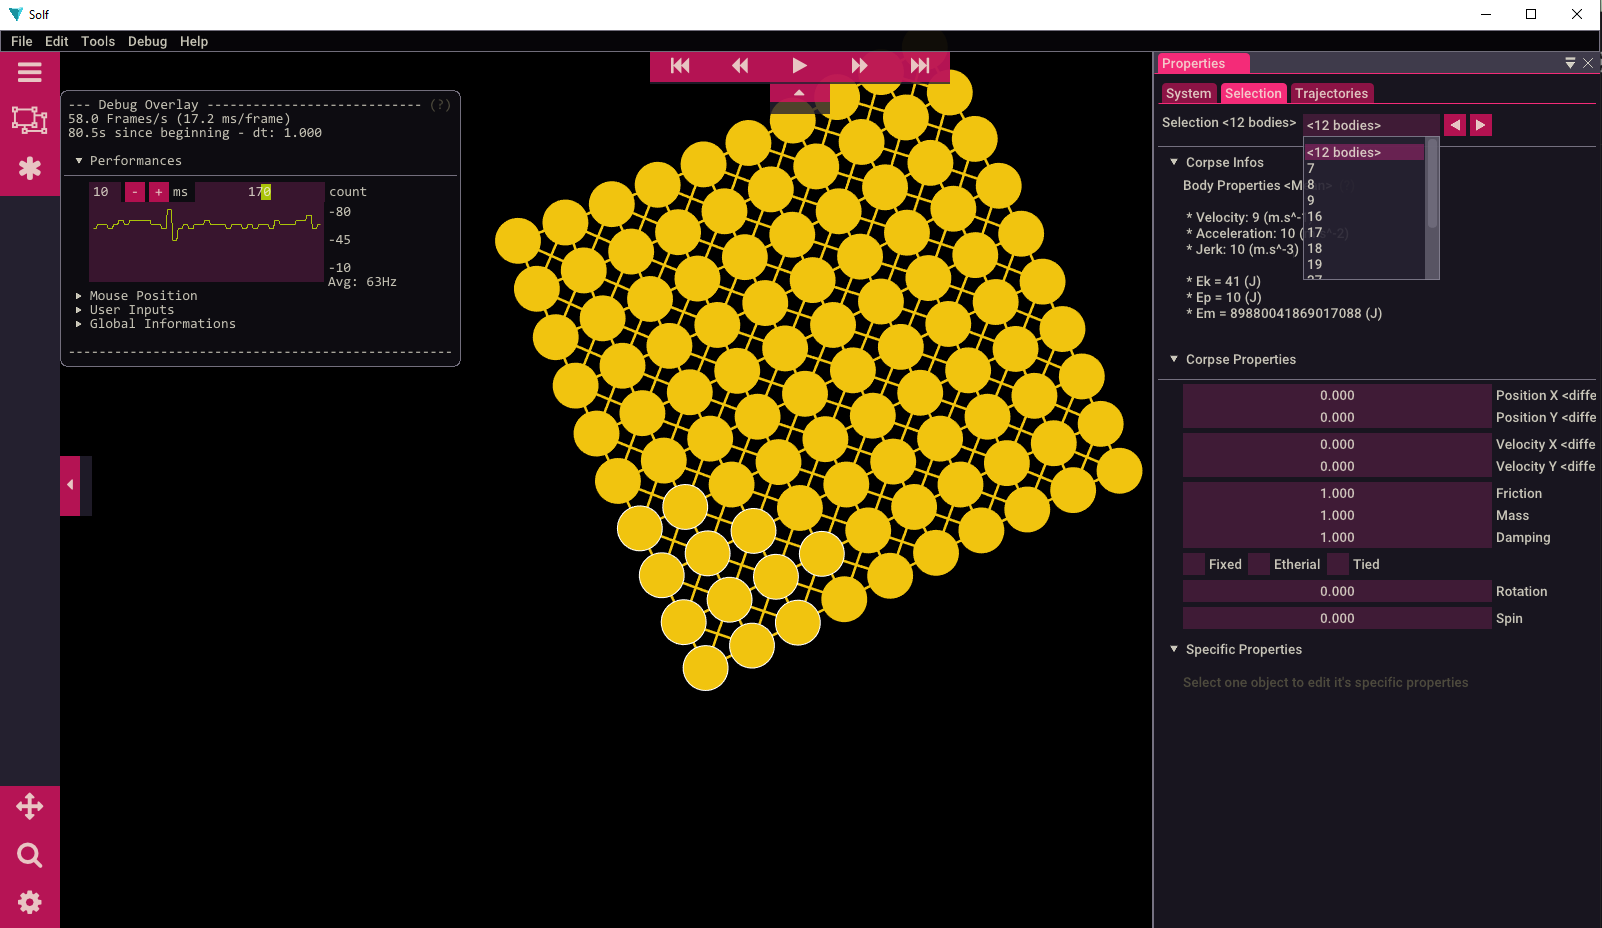 Solf
File Edit Tools Debug Help
--- Debug Overlay --------------------------- (?)
58.0 Frames/s (17.2 ms/frame)
80.5s since beginning - dt: 1.000
Performances
10 - + ms 170 count
-80
-45
-10
Avg: 63Hz
Mouse Position
User Inputs
Global Informations
-----------------------------------------------
Properties
System Selection Trajectories
Selection <12 bodies> <12 bodies>
<12 bodies>
7
8
9
16
17
18
19
Corpse Infos
Body Properties
* Velocity: 9 (m.s^-
* Acceleration: 10
* Jerk: 10 (m.s^-3)
* Ek = 41 (J)
* Ep = 10 (J)
* Em = 89880041869017088 (J)
Corpse Properties
0.000 Position X <diffe
0.000 Position Y <diffe
0.000 Velocity X <diffe
0.000 Velocity Y <diffe
1.000 Friction
1.000 Mass
1.000 Damping
Fixed Etherial Tied
0.000 Rotation
0.000 Spin
Specific Properties
Select one object to edit it's specific properties